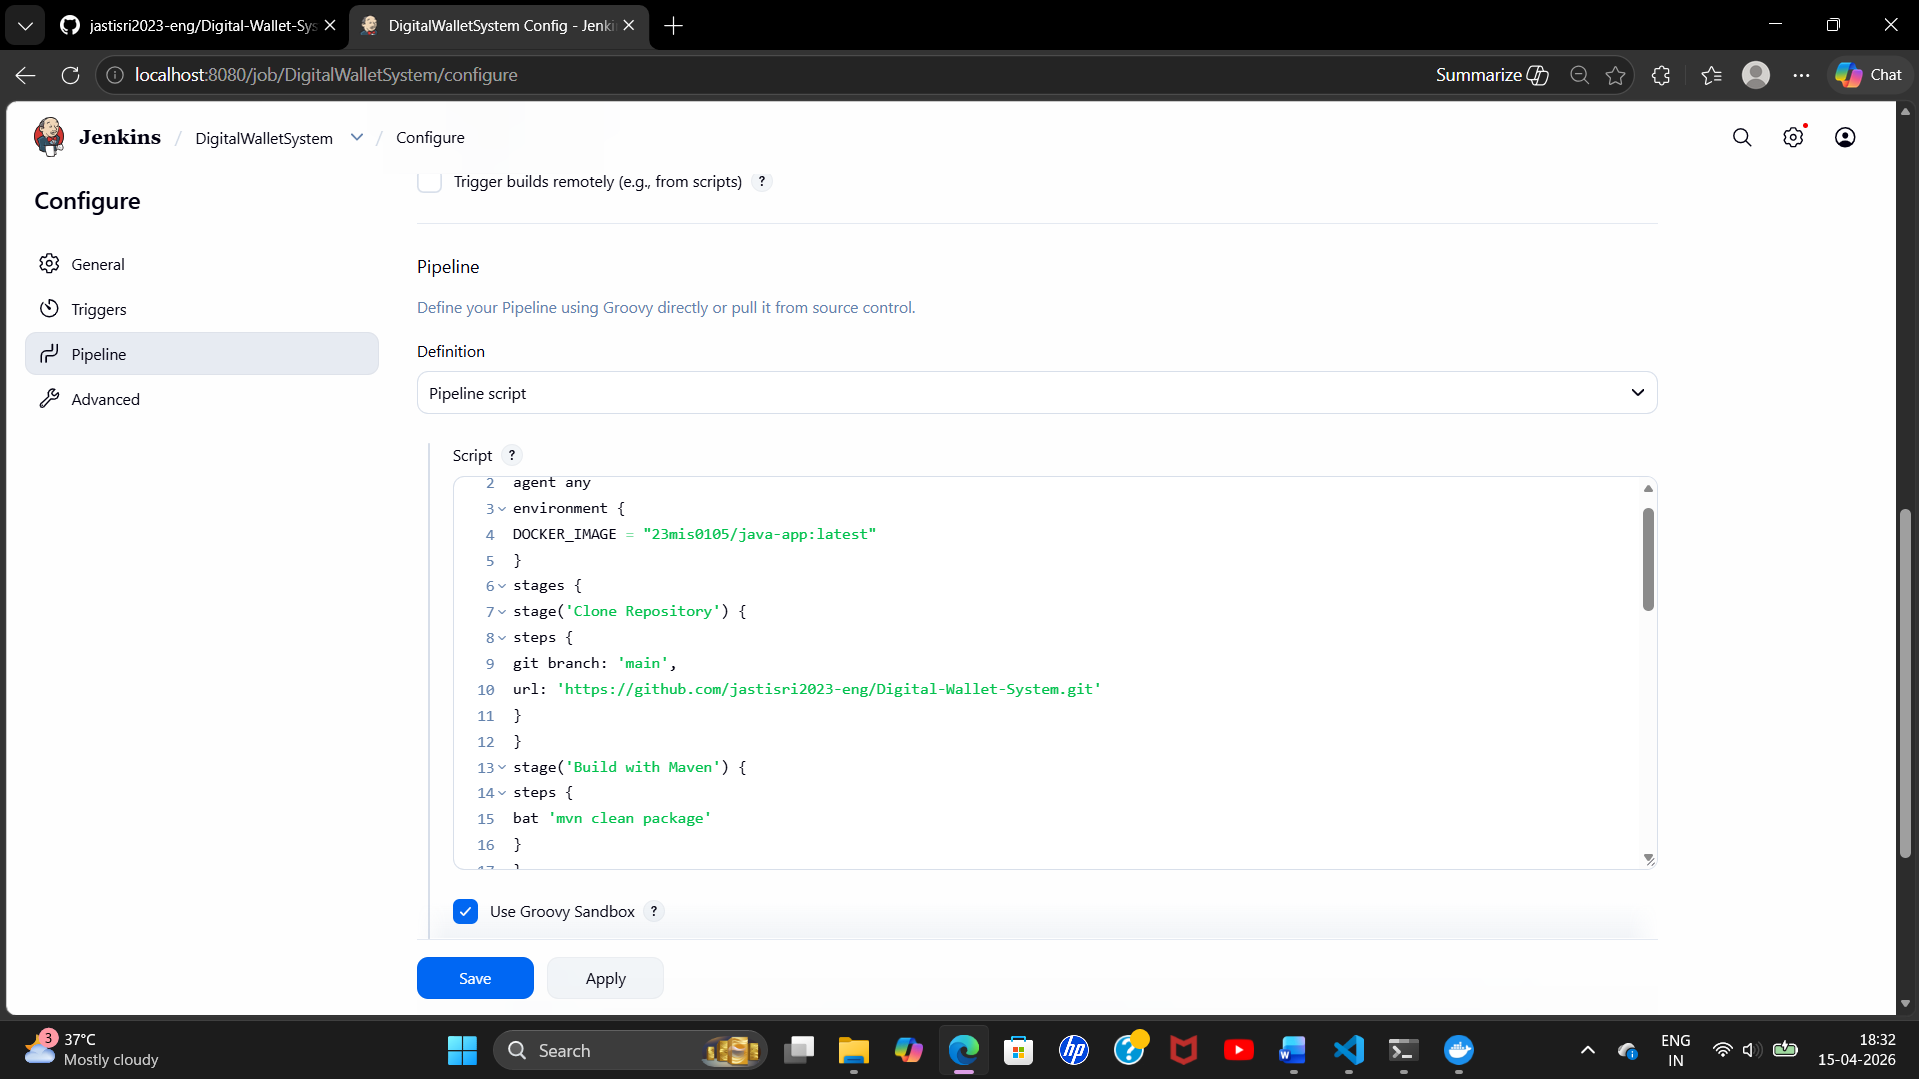 jastisri2023-eng/Digital-Wallet-Sys
DigitalWalletSystem Config - Jenki
localhost:8080/job/DigitalWalletSystem/configure
Summarize
Chat
Jenkins / DigitalWalletSystem / Configure
Configure
General
Triggers
Pipeline
Advanced
Trigger builds remotely (e.g., from scripts) ?
Pipeline
Define your Pipeline using Groovy directly or pull it from source control.
Definition
Pipeline script
Script ?
2 agent any
3 environment {
4 DOCKER_IMAGE = "23mis0105/java-app:latest"
5 }
6 stages {
7 stage('Clone Repository') {
8 steps {
9 git branch: 'main',
10 url: 'https://github.com/jastisri2023-eng/Digital-Wallet-System.git'
11 }
12 }
13 stage('Build with Maven') {
14 steps {
15 bat 'mvn clean package'
16 }
17 }
Use Groovy Sandbox ?
Save
Apply
3
37°C
Mostly cloudy
Search
hp
ENG
IN
18:32
15-04-2026